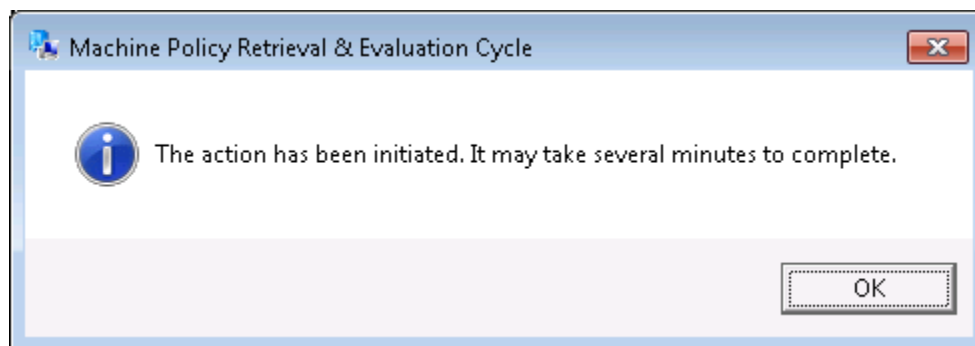 Machine Policy Retrieval & Evaluation Cycle
The action has been initiated. It may take several minutes to complete.
OK